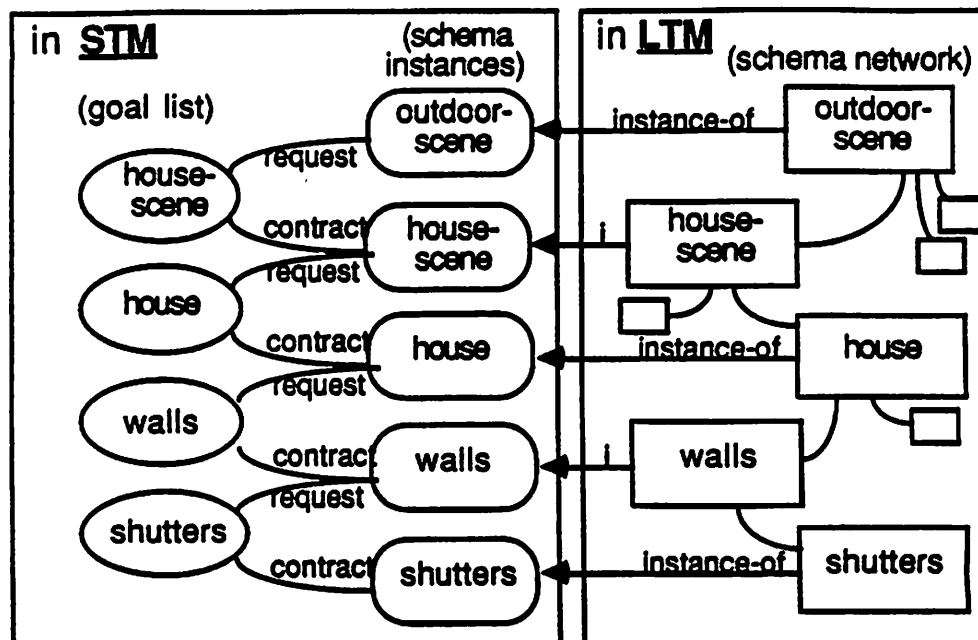 in STM
(schema
instances)
(goal list)
outdoor-
scene
request
house-
scene
contract
house-
scene
request
house
contract
house
request
walls
contract
walls
request
shutters
contract
shutters
in LTM
(schema network)
instance-of
outdoor-
scene
i
house-
scene
instance-of
house
i
walls
instance-of
shutters